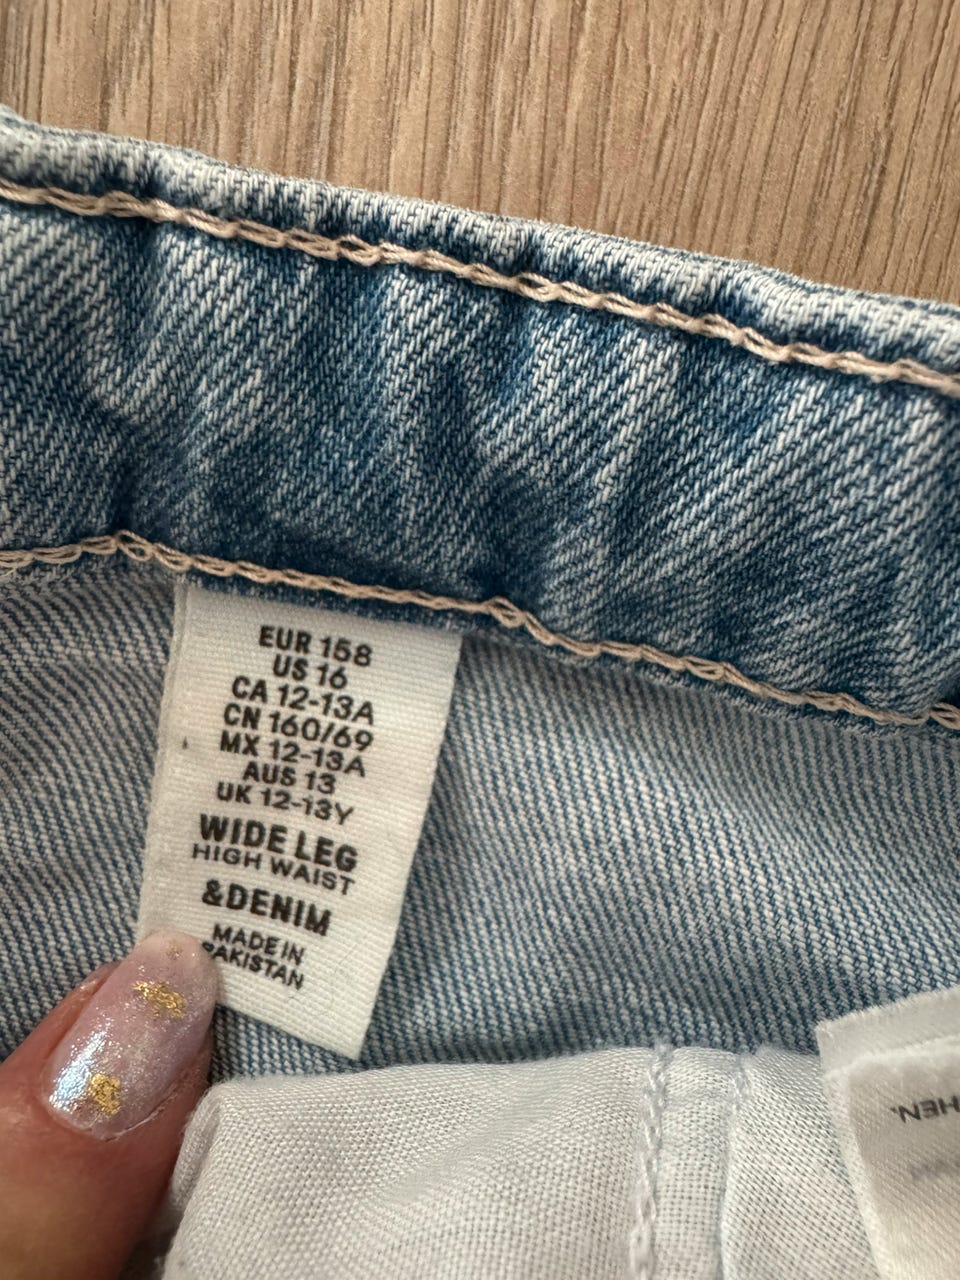 EUR 158
US 16
CA 12-13A
CN 160/69
MX 12-13A
AUS 13
UK 12-13Y
WIDE LEG
HIGH WAIST
&DENIM
MADE IN
PAKISTAN